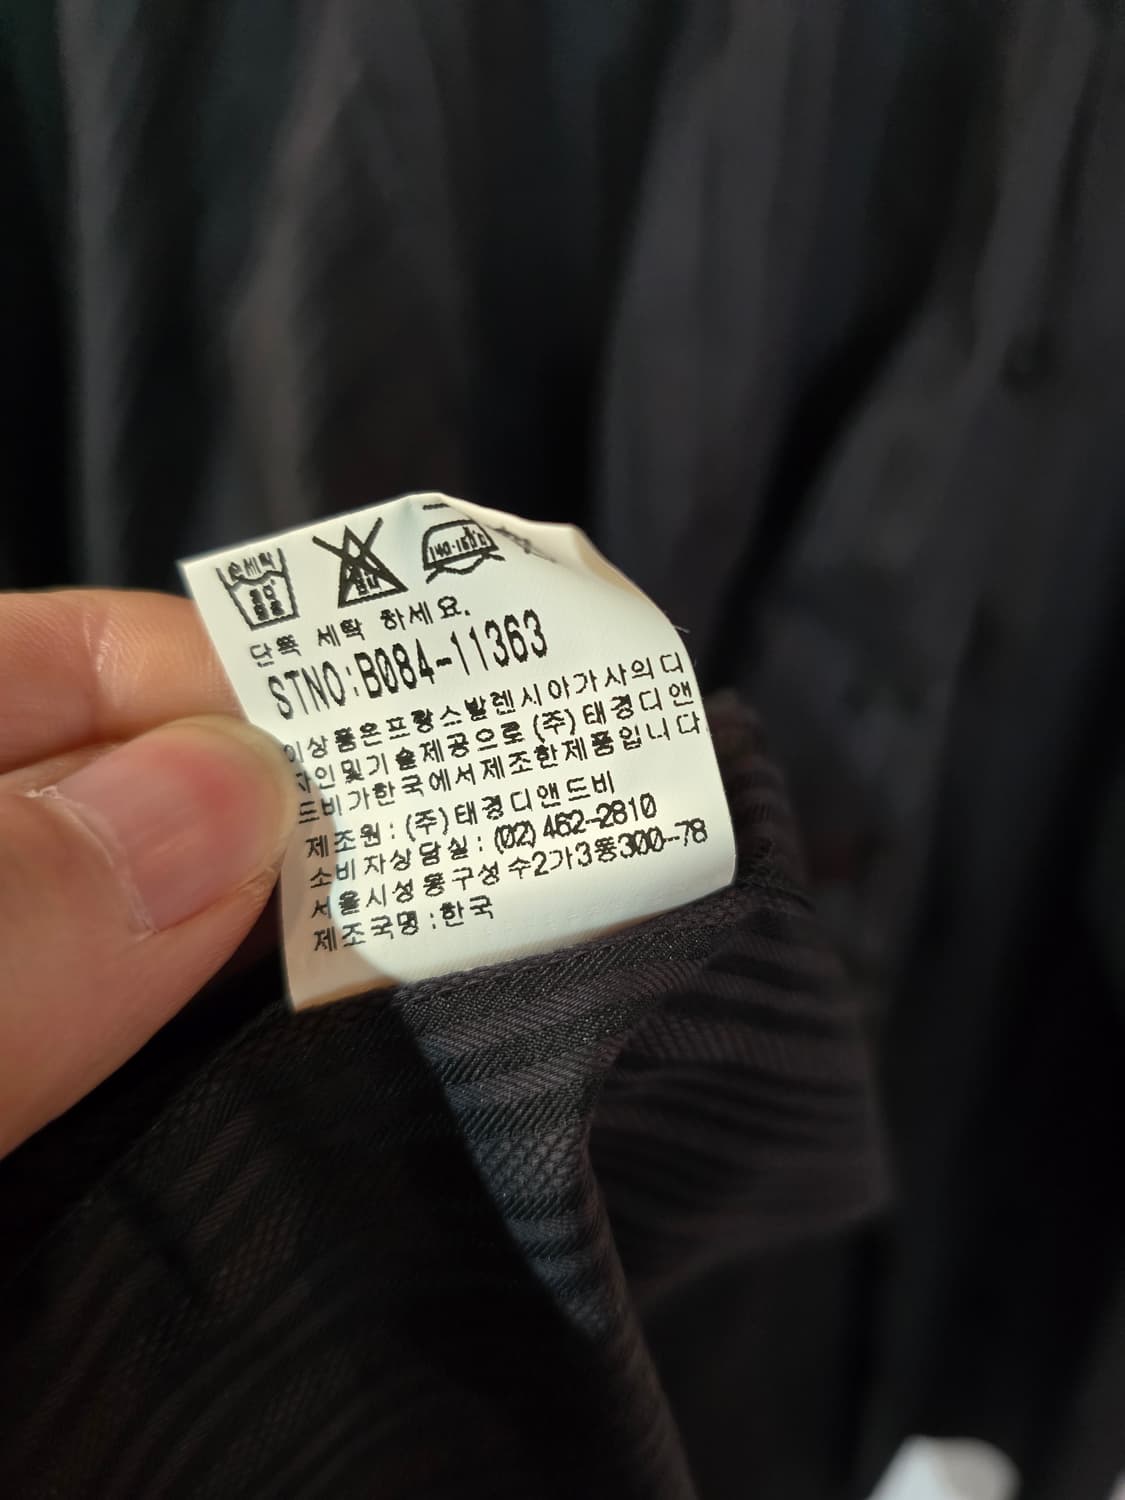 손세탁
중성
140-160℃
단독 세탁 하세요.
STNO:B084-11363
이상품은프랑스발렌시아가사의디
자인및기술제공으로(주)태경디앤
드비가한국에서제조한제품입니다
제조원:(주)태경디앤드비
소비자상담실:(02)462-2810
서울시성동구성수2가3동300-78
제조국명:한국